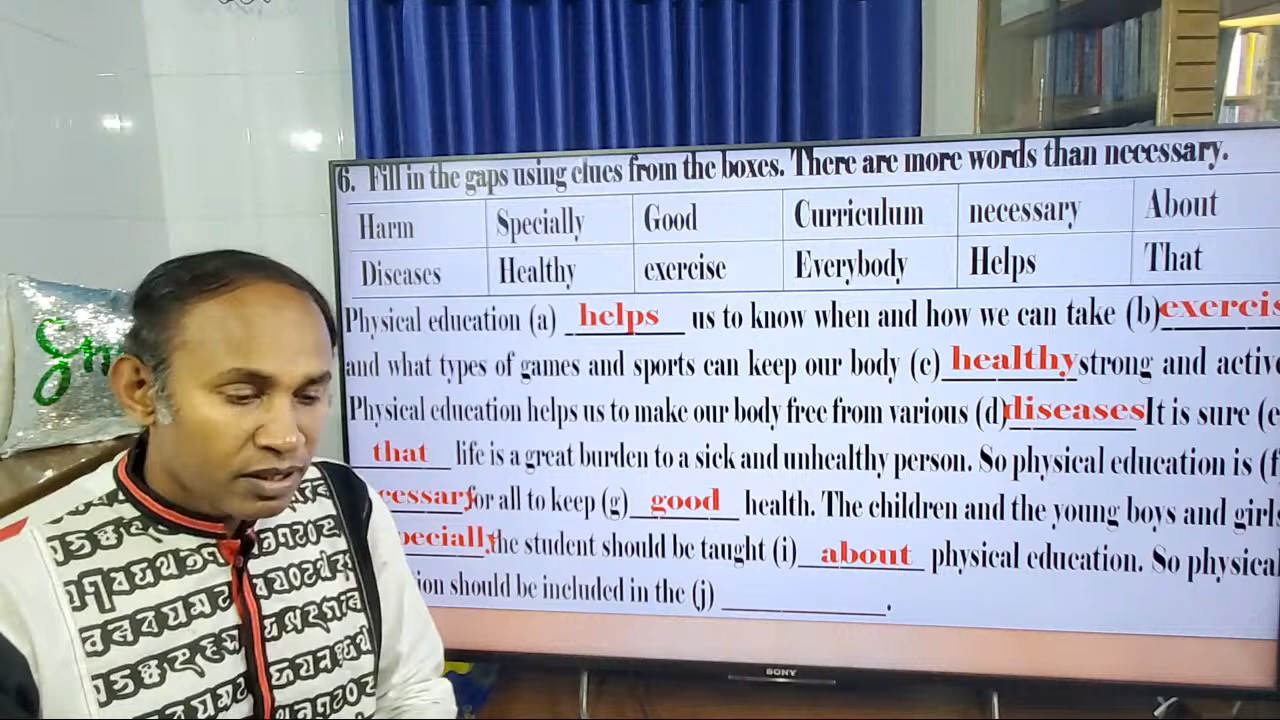 6. Fill in the gaps using clues from the boxes. There are more words than necessary.
Harm Specially Good Curriculum necessary About
Diseases Healthy exercise Everybody Helps That
Physical education (a) helps us to know when and how we can take (b) exercis
and what types of games and sports can keep our body (c) healthy strong and active
Physical education helps us to make our body free from various (d) diseases It is sure (e
that life is a great burden to a sick and unhealthy person. So physical education is (f
cessary for all to keep (g) good health. The children and the young boys and girls
pecially the student should be taught (i) about physical education. So physical
ion should be included in the (j) ____________.
SONY